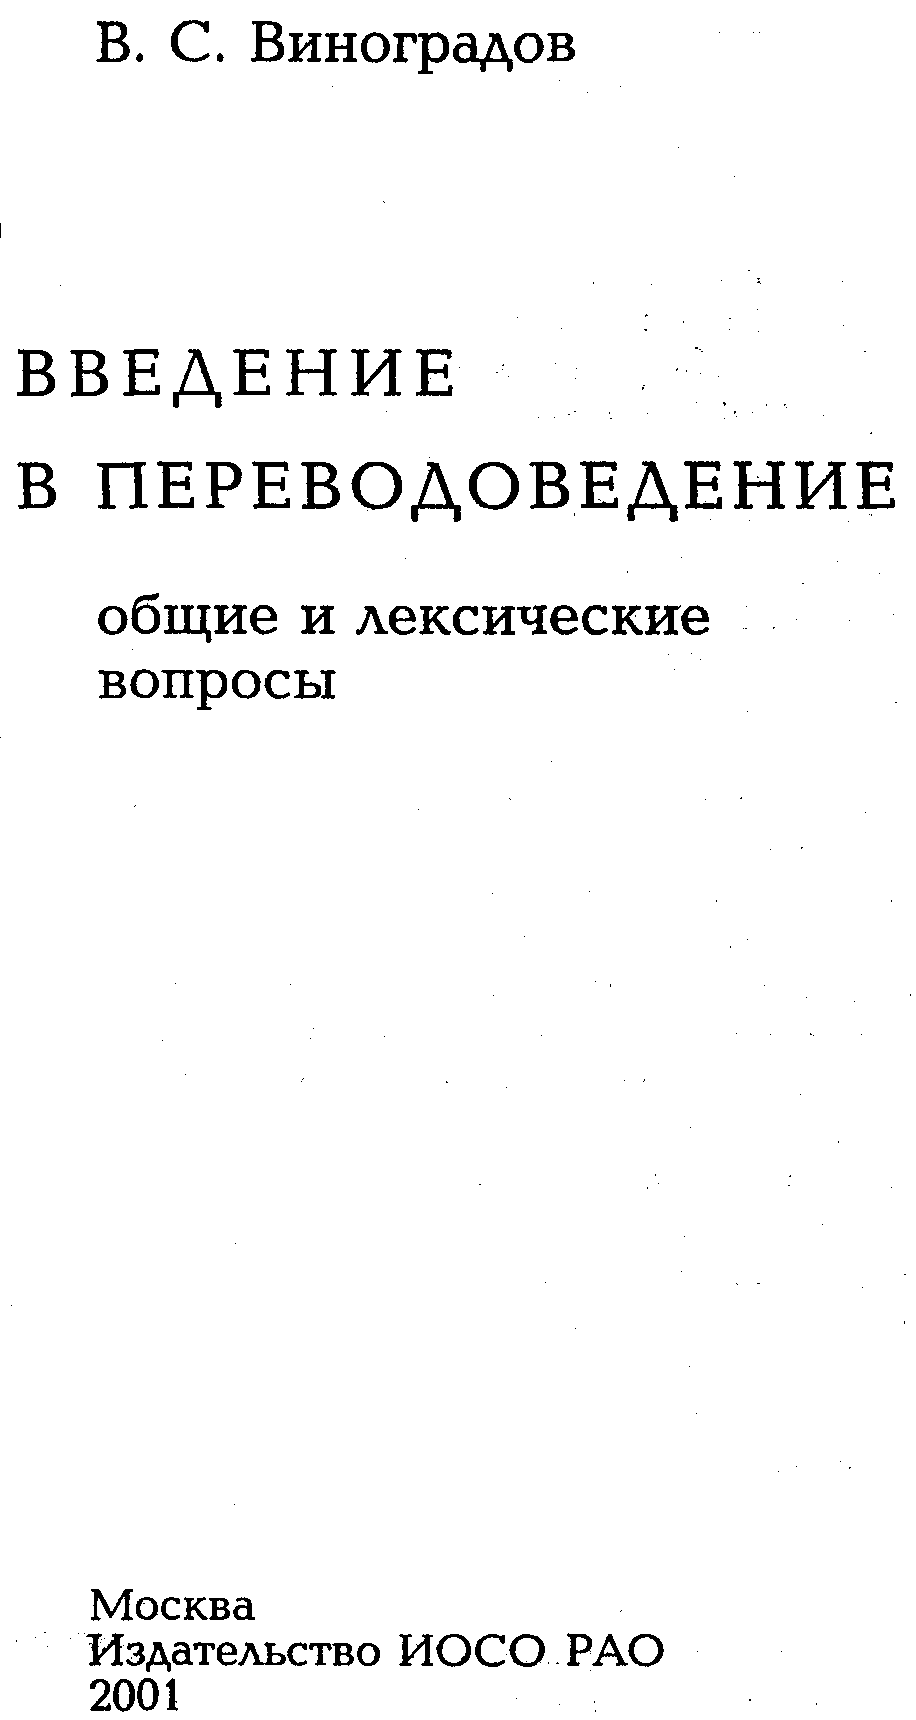 В. С. Виноградов
ВВЕДЕНИЕ
В ПЕРЕВОДОВЕДЕНИЕ
общие и лексические
вопросы
Москва
Издательство ИОСО РАО
2001